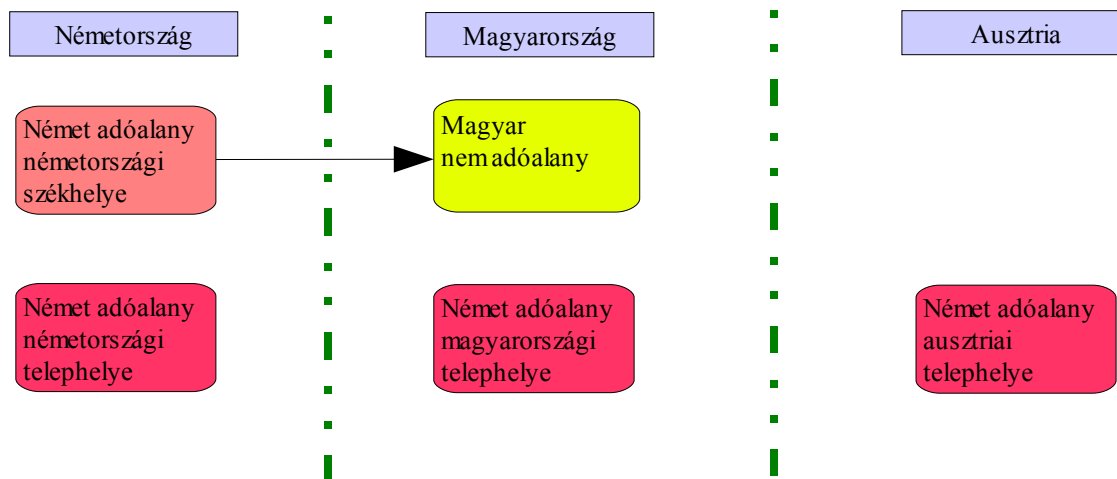 Németország
Magyarország
Ausztria
Német adóalany
németországi
székhelye
Magyar
nem adóalany
Német adóalany
németországi
telephelye
Német adóalany
magyarországi
telephelye
Német adóalany
ausztriai
telephelye